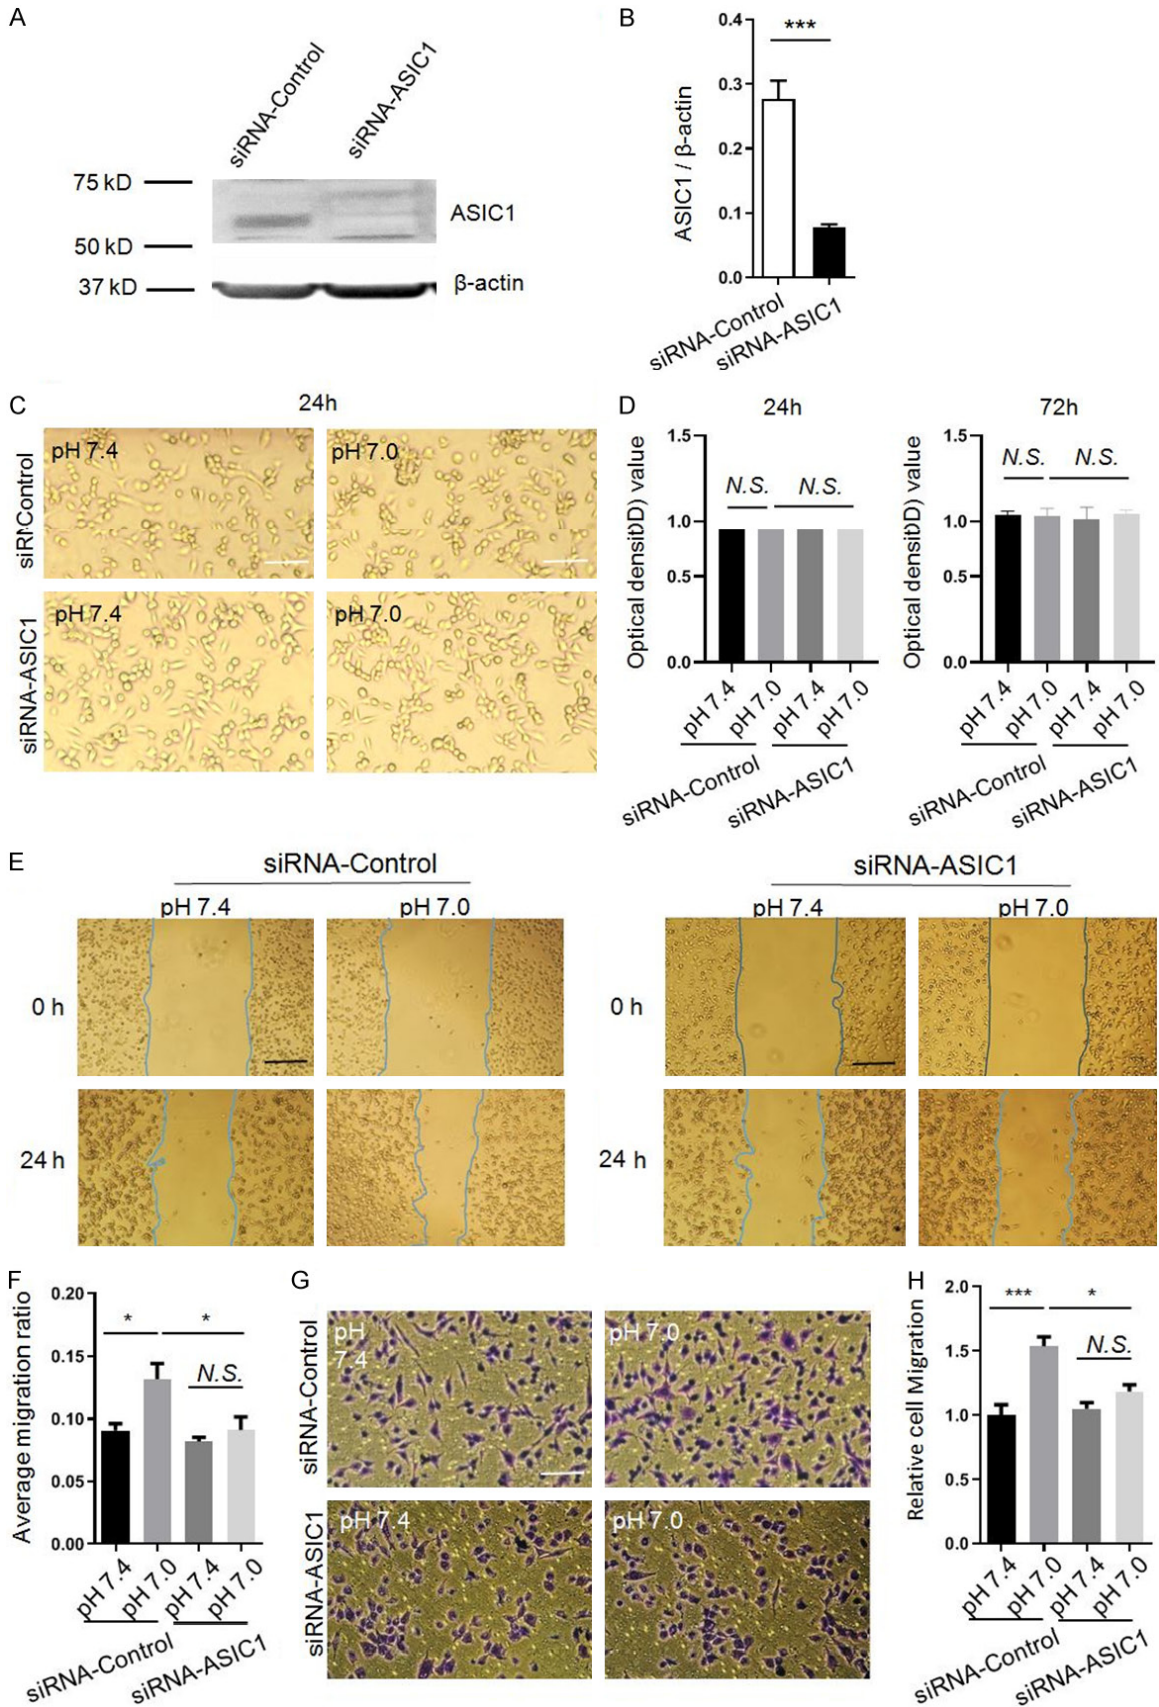 A
siRNA-Control
siRNA-ASIC1
75 kD
ASIC1
50 kD
37 kD
β-actin
B
***
0.4
0.3
0.2
0.1
0.0
ASIC1 / β-actin
siRNA-Control
siRNA-ASIC1
C
24h
pH 7.4
pH 7.0
siRI Control
pH 7.4
pH 7.0
siRNA-ASIC1
D
24h
1.5
1.0
0.5
0.0
N.S.
N.S.
pH 7.4
pH 7.0
pH 7.4
pH 7.0
siRNA-Control
siRNA-ASIC1
72h
1.5
1.0
0.5
0.0
N.S.
N.S.
pH 7.4
pH 7.0
pH 7.4
pH 7.0
siRNA-Control
siRNA-ASIC1
E
siRNA-Control
pH 7.4
pH 7.0
siRNA-ASIC1
pH 7.4
pH 7.0
0 h
0 h
24 h
24 h
F
0.20
0.15
0.10
0.05
0.00
Average migration ratio
*
*
N.S.
pH 7.4
pH 7.0
pH 7.4
pH 7.0
siRNA-Control
siRNA-ASIC1
G
pH
7.4
pH 7.0
siRNA-Control
pH 7.4
pH 7.0
siRNA-ASIC1
H
2.0
1.5
1.0
0.5
0.0
Relative cell Migration
***
*
N.S.
pH 7.4
pH 7.0
pH 7.4
pH 7.0
siRNA-Control
siRNA-ASIC1